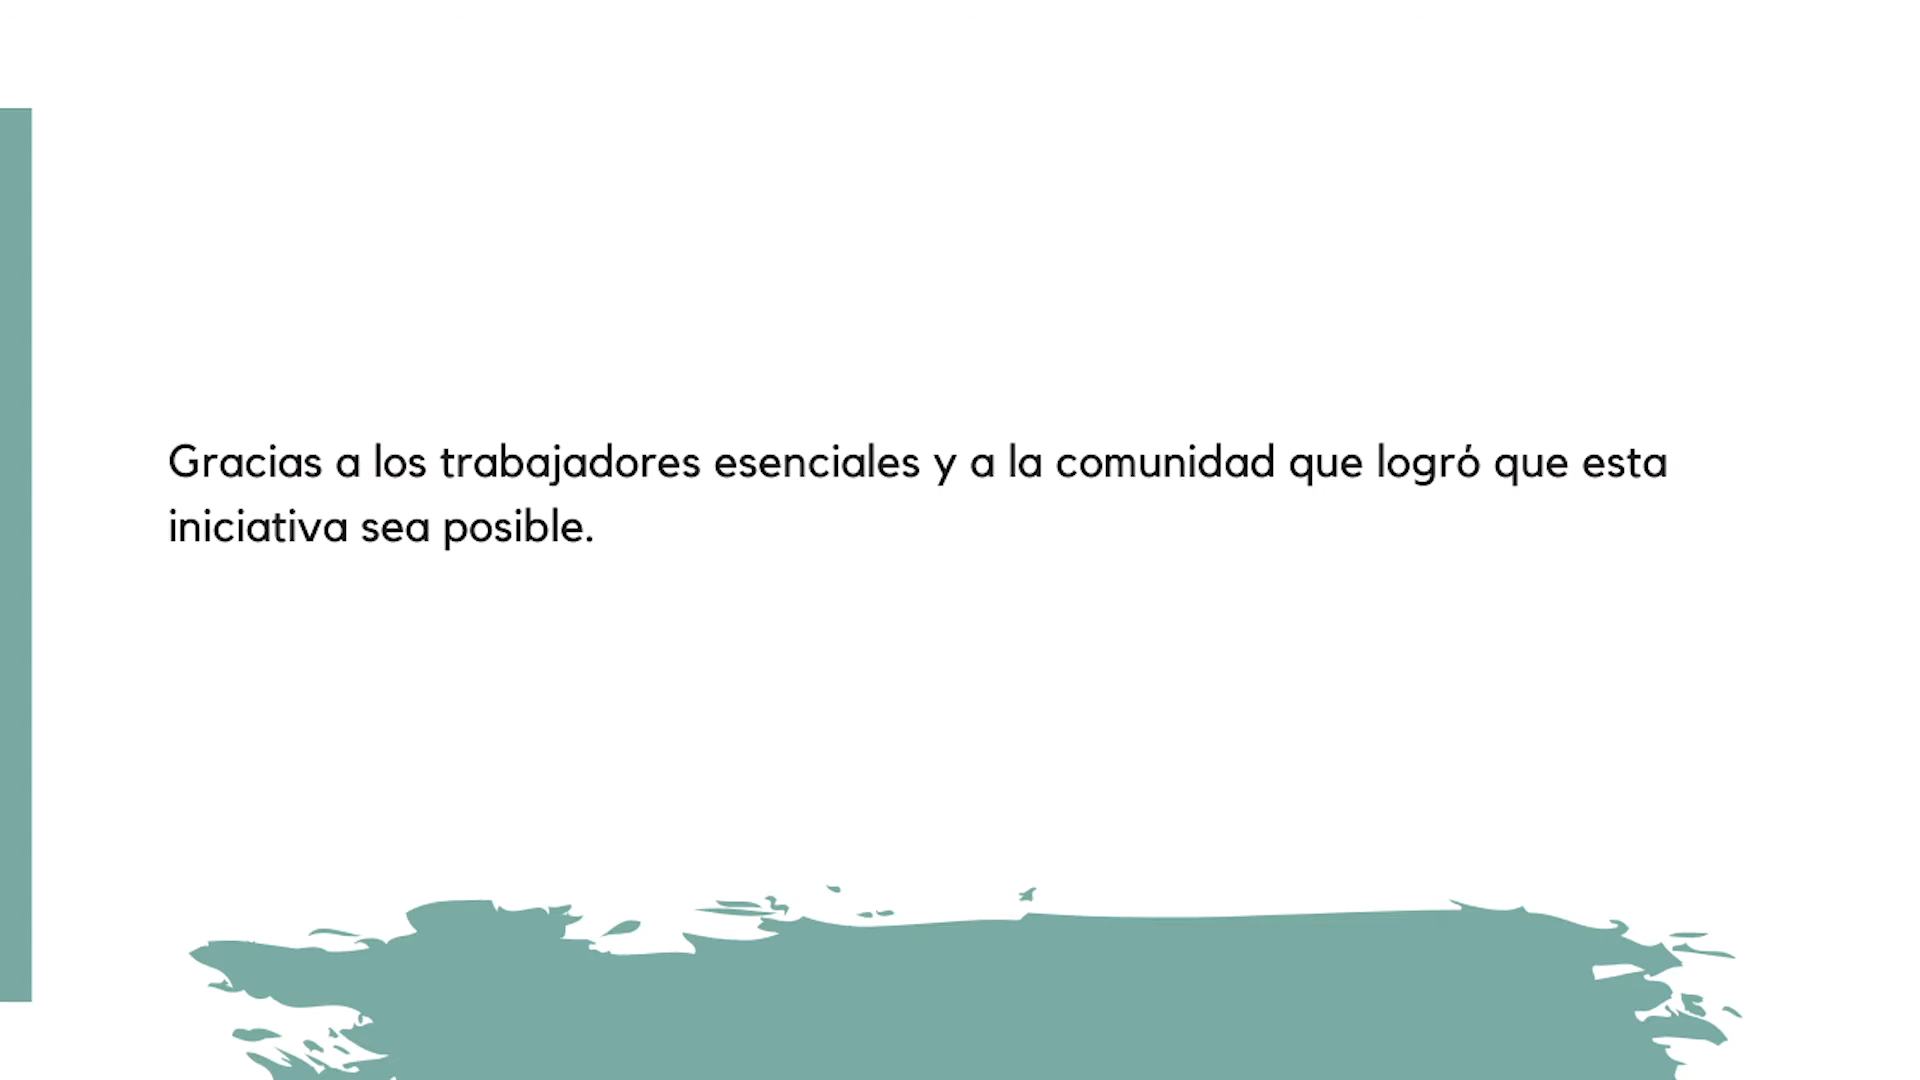 Gracias a los trabajadores esenciales y a la comunidad que logró que esta
iniciativa sea posible.